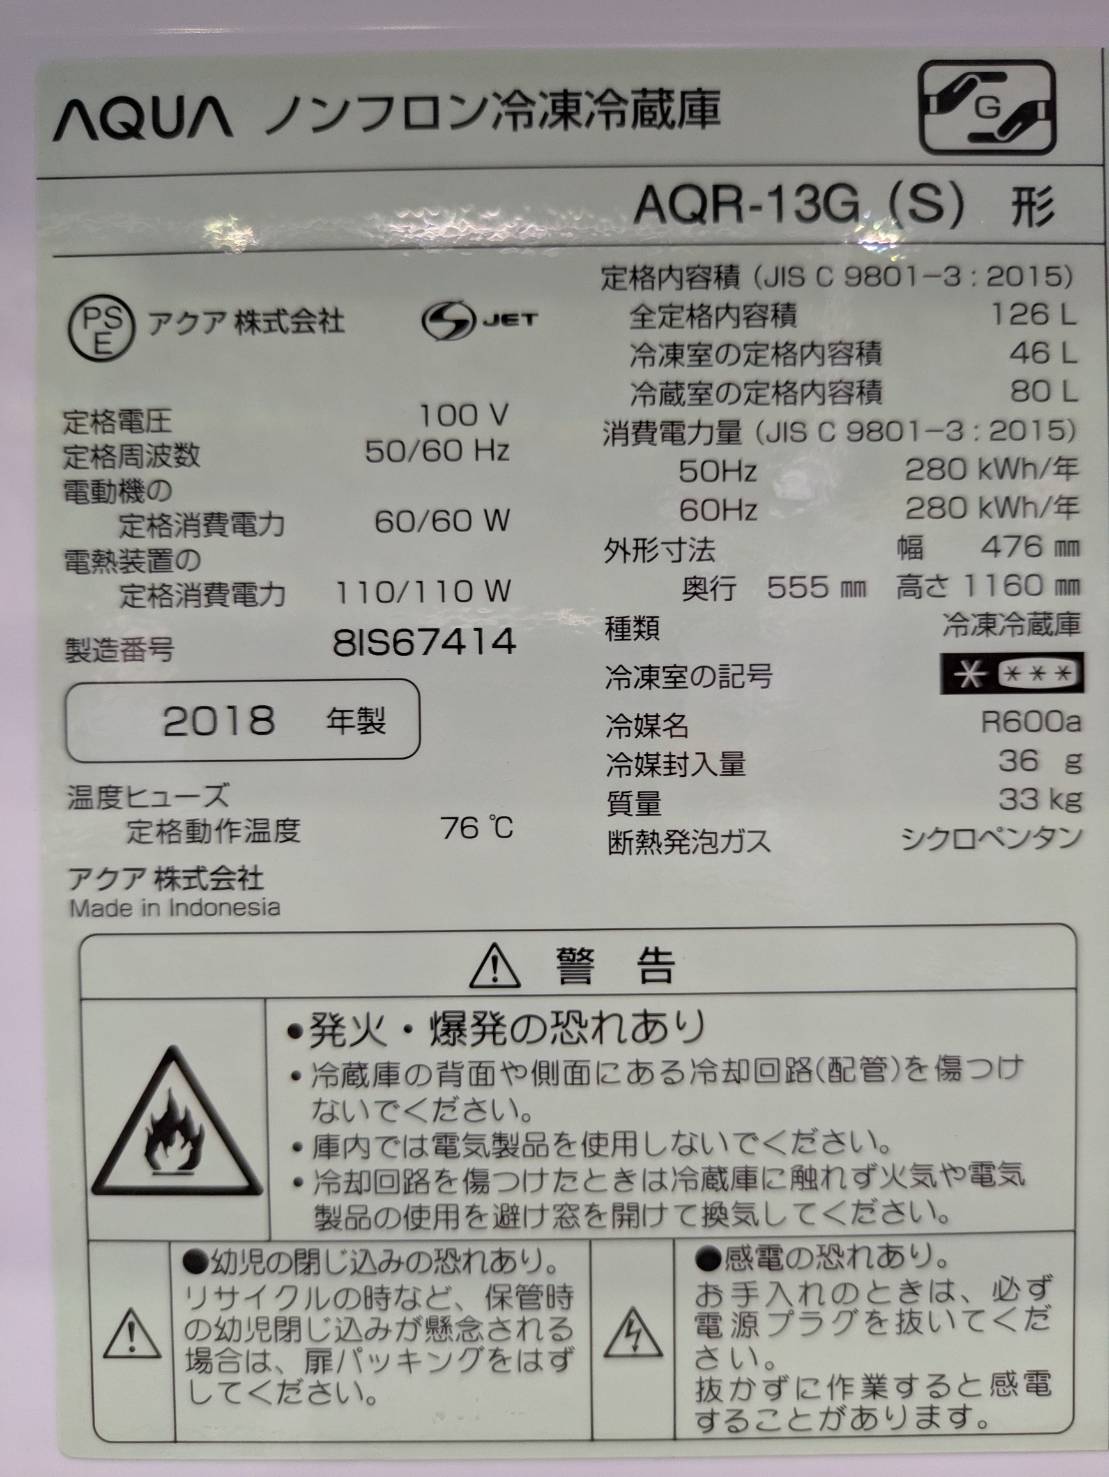 AQUA ノンフロン冷凍冷蔵庫
G
AQR-13G (S) 形
PS
E
アクア 株式会社
JET
定格電圧 100 V
定格周波数 50/60 Hz
電動機の
定格消費電力 60/60 W
電熱装置の
定格消費電力 110/110 W
製造番号 8IS67414
2018 年製
温度ヒューズ
定格動作温度 76 ℃
アクア 株式会社
Made in Indonesia
定格内容積 (JIS C 9801-3 : 2015)
全定格内容積 126 L
冷凍室の定格内容積 46 L
冷蔵室の定格内容積 80 L
消費電力量 (JIS C 9801-3 : 2015)
50Hz 280 kWh/年
60Hz 280 kWh/年
外形寸法 幅 476 ㎜
奥行 555 ㎜ 高さ 1160 ㎜
種類 冷凍冷蔵庫
冷凍室の記号 * ***
冷媒名 R600a
冷媒封入量 36 g
質量 33 kg
断熱発泡ガス シクロペンタン
警 告
•発火・爆発の恐れあり
•冷蔵庫の背面や側面にある冷却回路(配管)を傷つけ
ないでください。
•庫内では電気製品を使用しないでください。
•冷却回路を傷つけたときは冷蔵庫に触れず火気や電気
製品の使用を避け窓を開けて換気してください。
●幼児の閉じ込みの恐れあり。
リサイクルの時など、保管時
の幼児閉じ込みが懸念される
場合は、扉パッキングをはず
してください。
●感電の恐れあり。
お手入れのときは、必ず
電源プラグを抜いてくだ
さい。
抜かずに作業すると感電
することがあります。